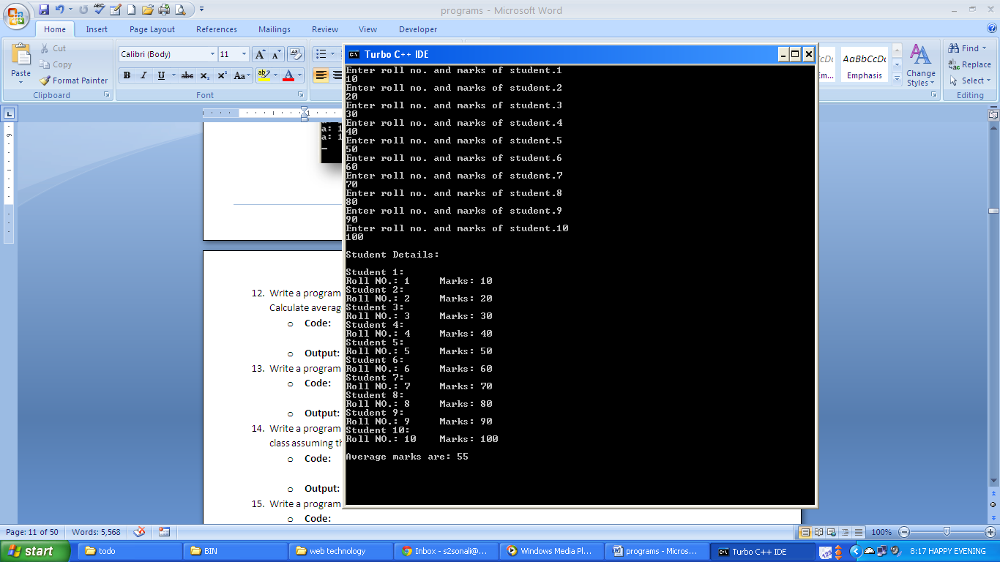 programs - Microsoft Word
Home Insert Page Layout References Mailings Review View Developer
Paste
Cut
Copy
Format Painter
Clipboard
Calibri (Body) 11
Font
AaBbCcDc
Em... Emphasis
Change Styles
Find
Replace
Select
Editing
Turbo C++ IDE
Enter roll no. and marks of student.1
10
Enter roll no. and marks of student.2
20
Enter roll no. and marks of student.3
30
Enter roll no. and marks of student.4
40
Enter roll no. and marks of student.5
50
Enter roll no. and marks of student.6
60
Enter roll no. and marks of student.7
70
Enter roll no. and marks of student.8
80
Enter roll no. and marks of student.9
90
Enter roll no. and marks of student.10
100
Student Details:
Student 1:
Roll NO.: 1 Marks: 10
Student 2:
Roll NO.: 2 Marks: 20
Student 3:
Roll NO.: 3 Marks: 30
Student 4:
Roll NO.: 4 Marks: 40
Student 5:
Roll NO.: 5 Marks: 50
Student 6:
Roll NO.: 6 Marks: 60
Student 7:
Roll NO.: 7 Marks: 70
Student 8:
Roll NO.: 8 Marks: 80
Student 9:
Roll NO.: 9 Marks: 90
Student 10:
Roll NO.: 10 Marks: 100
Average marks are: 55
a: 1
a: 1
12. Write a program
Calculate averag
o Code:
o Output:
13. Write a program
o Code:
o Output:
14. Write a program
class assuming th
o Code:
o Output:
15. Write a program
o Code:
Page: 11 of 50 Words: 5,568 100%
start todo BIN web technology Inbox - s2sonali@... Windows Media Pl... programs - Micros... Turbo C++ IDE 8:17 HAPPY EVENING